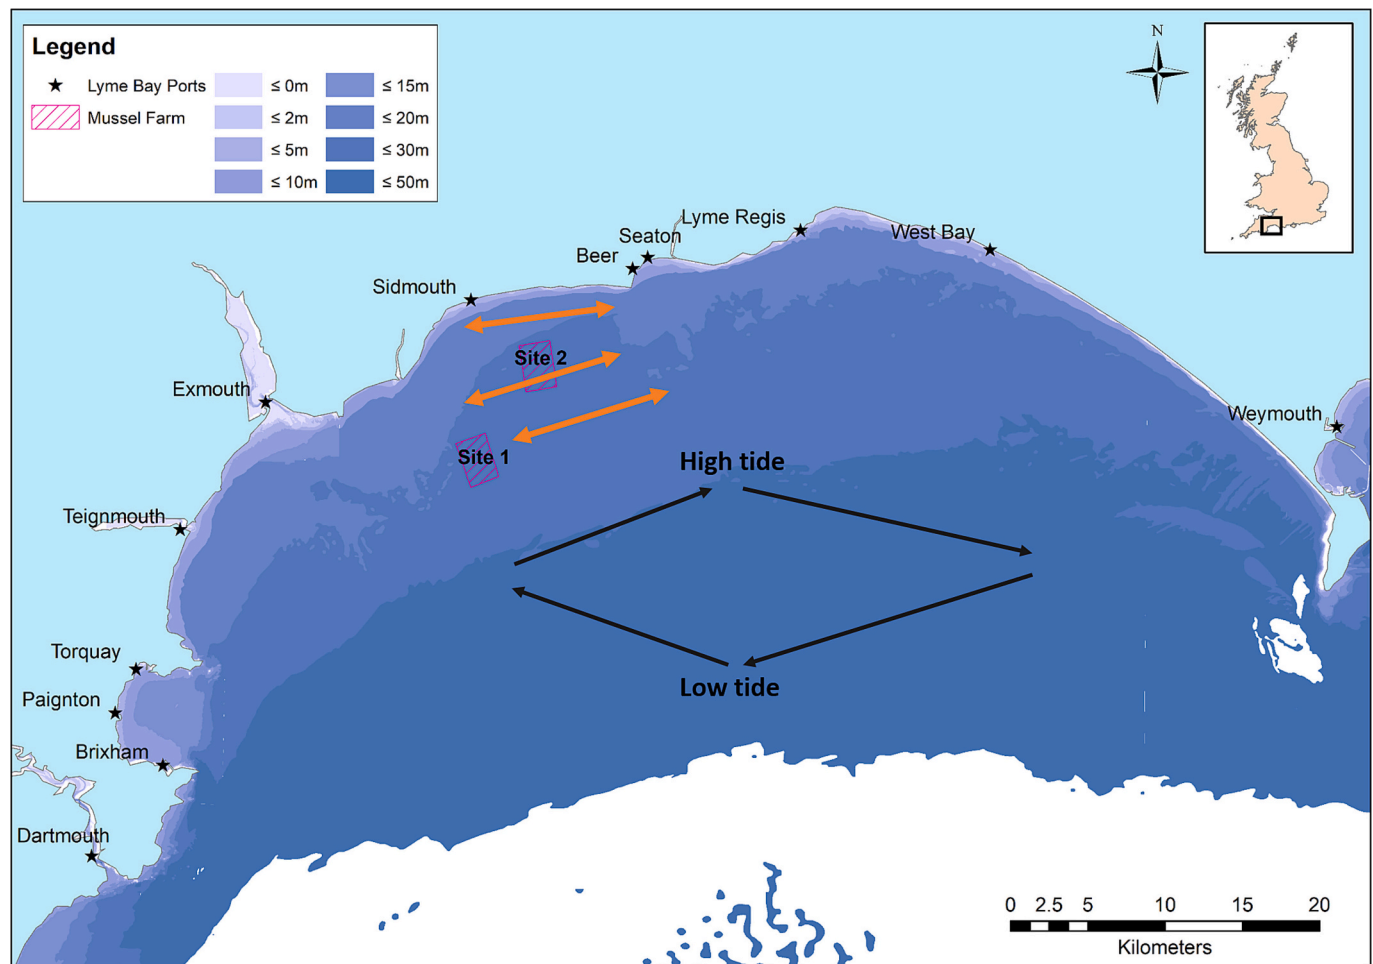 Legend
Lyme Bay Ports
Mussel Farm
≤ 0m
≤ 2m
≤ 5m
≤ 10m
≤ 15m
≤ 20m
≤ 30m
≤ 50m
N
Lyme Regis
West Bay
Seaton
Beer
Sidmouth
Site 2
Exmouth
Weymouth
Site 1
High tide
Teignmouth
Torquay
Low tide
Paignton
Brixham
Dartmouth
0 2.5 5 10 15 20
Kilometers